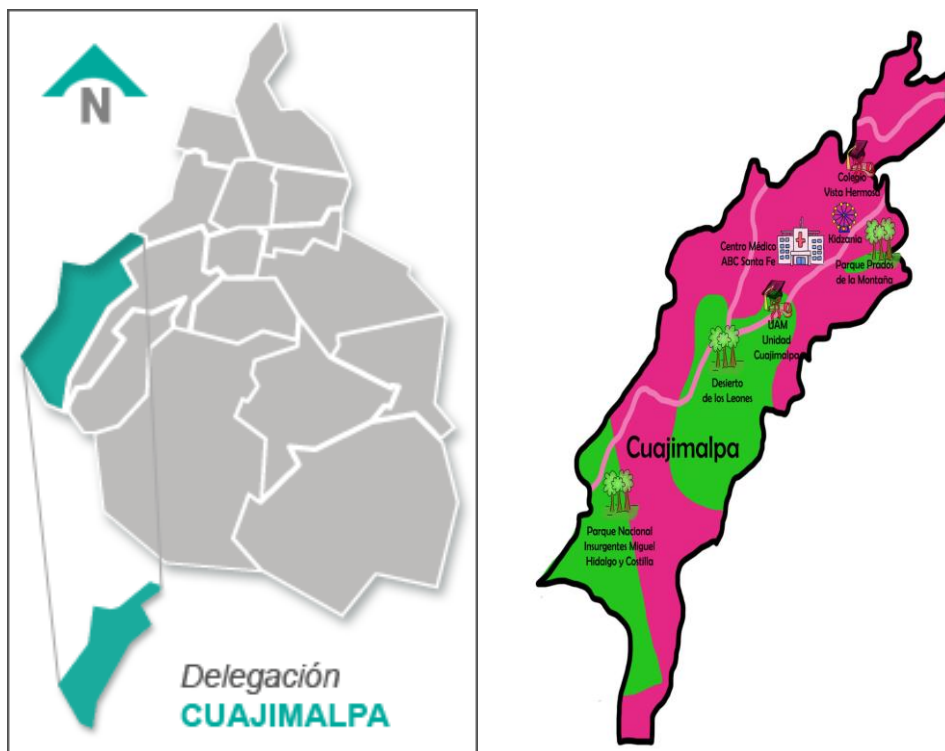 N
Delegación
CUAJIMALPA
Colegio
Vista Hermosa
Kidzania
Centro Médico
ABC Santa Fe
Parque Prados
de la Montaña
UAM
Unidad
Cuajimalpa
Desierto
de los Leones
Cuajimalpa
Parque Nacional
Insurgentes Miguel
Hidalgo y Costilla